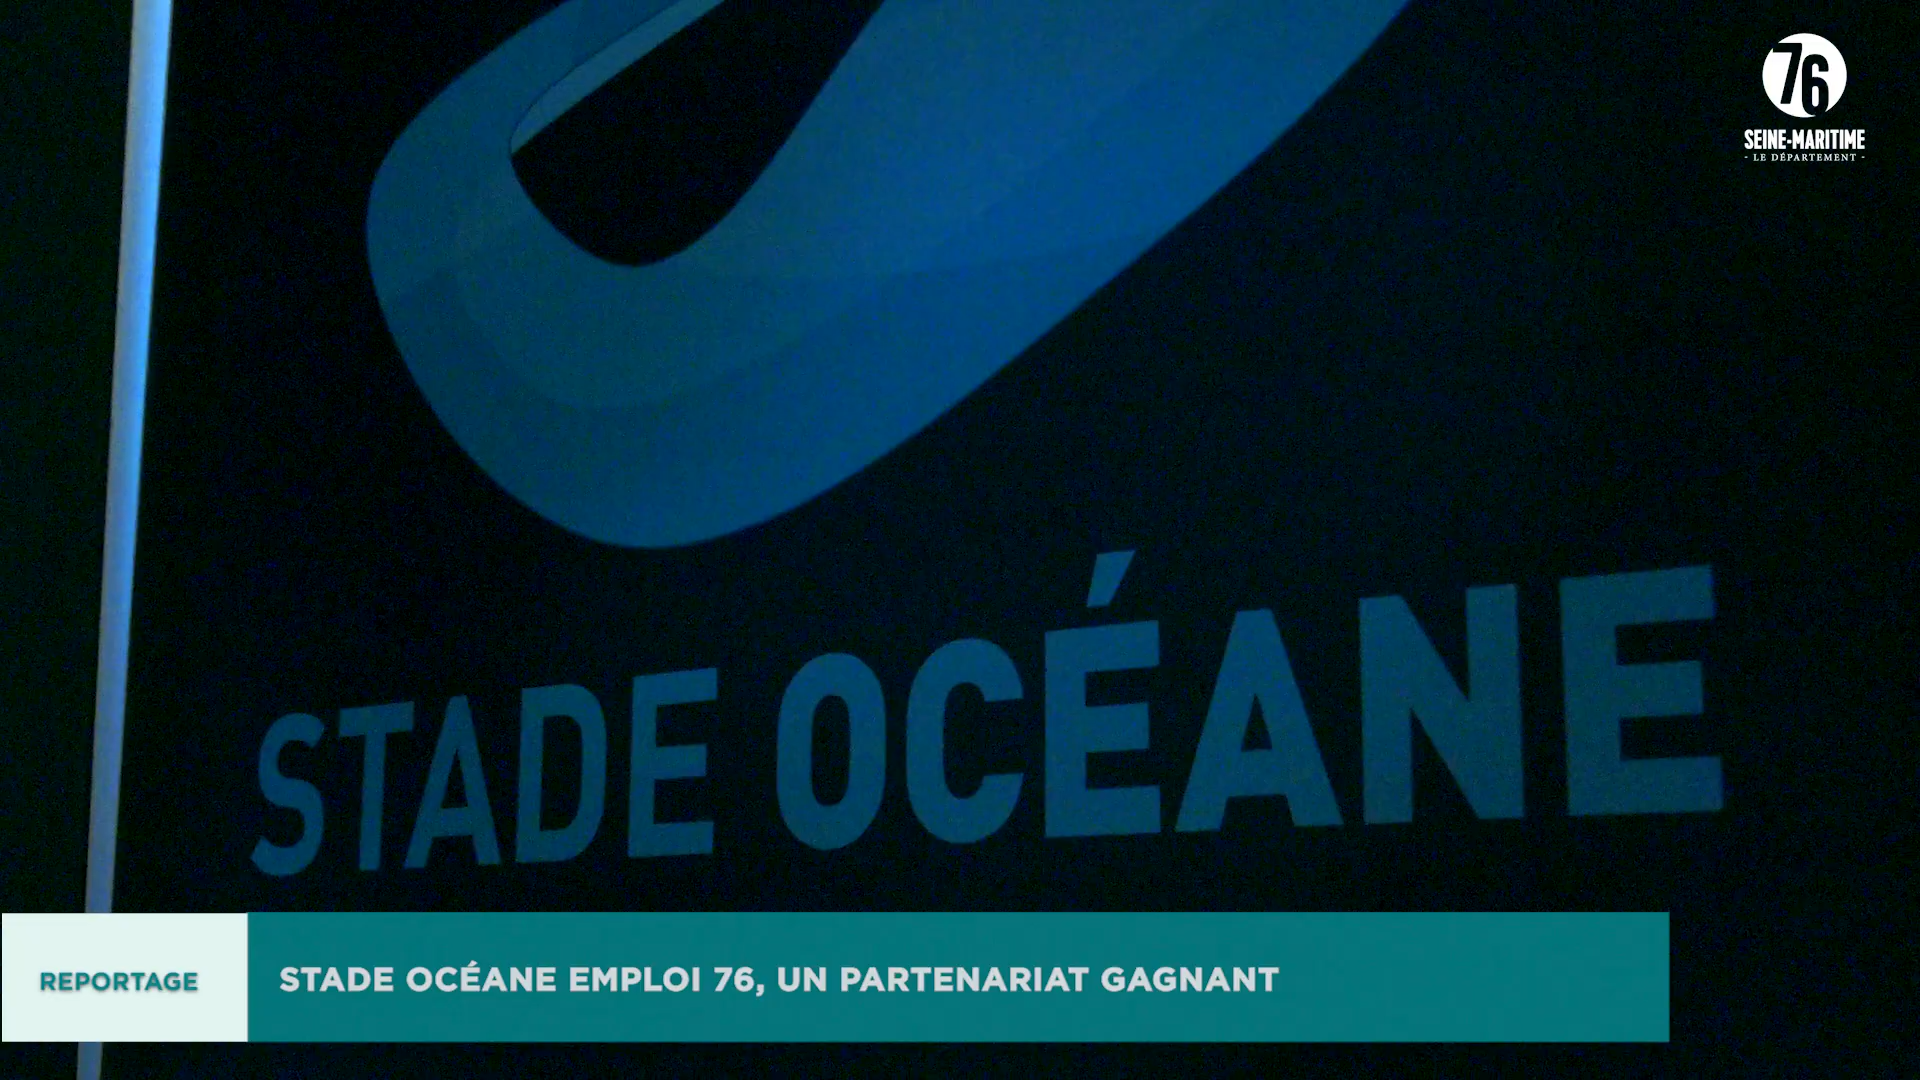 76
SEINE-MARITIME
- LE DÉPARTEMENT -
STADE OCÉANE
REPORTAGE
STADE OCÉANE EMPLOI 76, UN PARTENARIAT GAGNANT